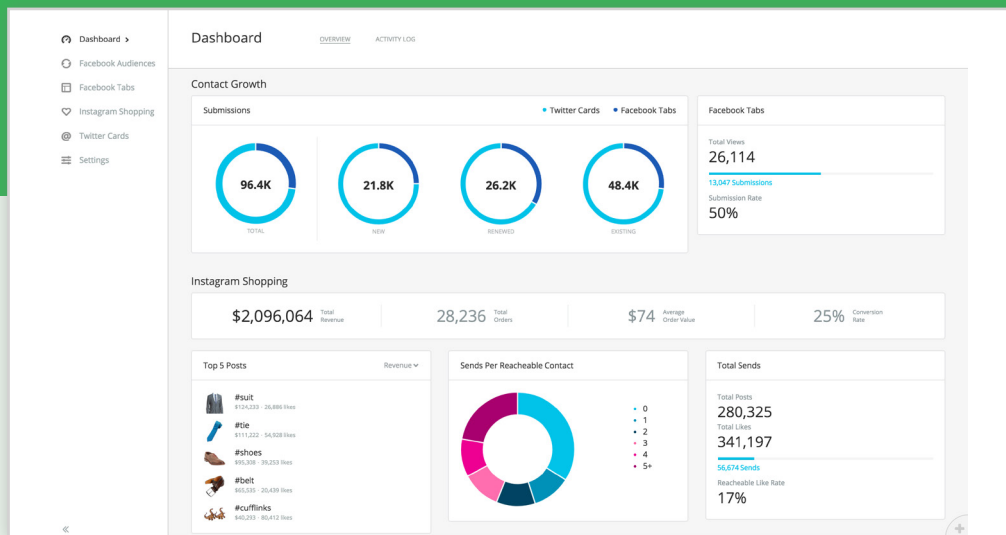 Dashboard >
Facebook Audiences
Facebook Tabs
Instagram Shopping
Twitter Cards
Settings
«
Dashboard
OVERVIEW
ACTIVITY LOG
Contact Growth
Submissions
Twitter Cards
Facebook Tabs
96.4K
TOTAL
21.8K
NEW
26.2K
RENEWED
48.4K
EXISTING
Facebook Tabs
Total Views
26,114
13,047 Submissions
Submission Rate
50%
Instagram Shopping
$2,096,064 Total Revenue
28,236 Total Orders
$74 Average Order Value
25% Conversion Rate
Top 5 Posts
Revenue
#suit
$124,233 - 26,886 likes
#tie
$111,222 - 54,928 likes
#shoes
$95,308 - 39,253 likes
#belt
$65,535 - 20,439 likes
#cufflinks
$40,293 - 80,412 likes
Sends Per Reacheable Contact
0
1
2
3
4
5+
Total Sends
Total Posts
280,325
Total Likes
341,197
56,674 Sends
Reacheable Like Rate
17%
+